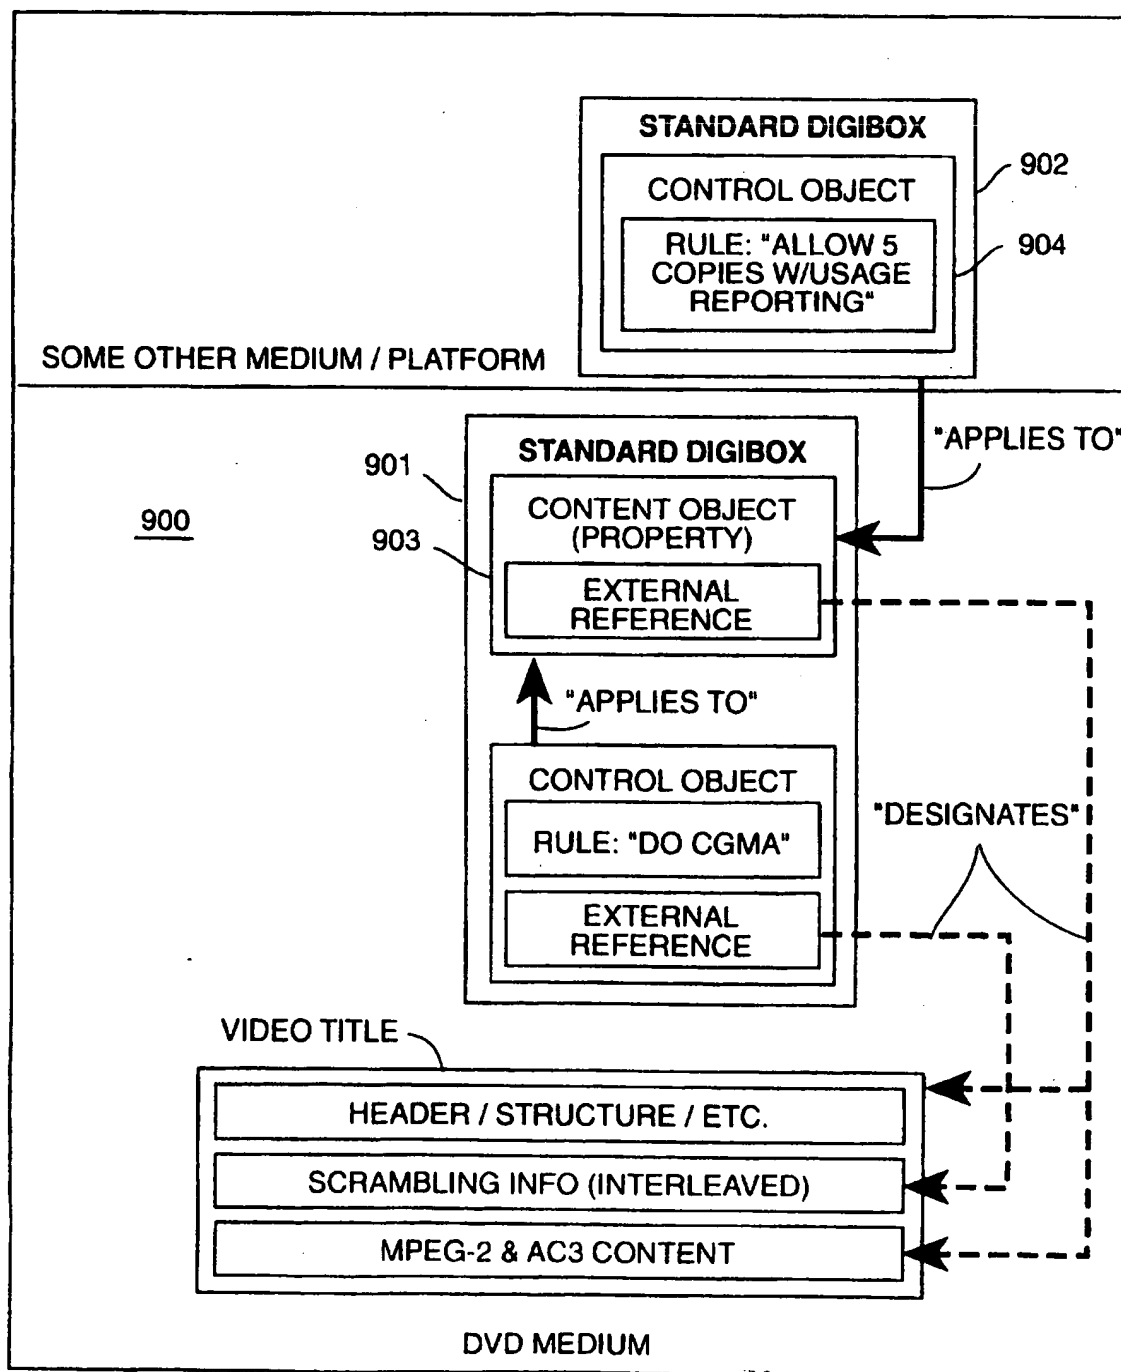 STANDARD DIGIBOX
902
CONTROL OBJECT
RULE: "ALLOW 5
COPIES W/USAGE
REPORTING"
904
SOME OTHER MEDIUM / PLATFORM
"APPLIES TO"
STANDARD DIGIBOX
901
900
CONTENT OBJECT
(PROPERTY)
903
EXTERNAL
REFERENCE
"APPLIES TO"
CONTROL OBJECT
RULE: "DO CGMA"
"DESIGNATES"
EXTERNAL
REFERENCE
VIDEO TITLE
HEADER / STRUCTURE / ETC.
SCRAMBLING INFO (INTERLEAVED)
MPEG-2 & AC3 CONTENT
DVD MEDIUM